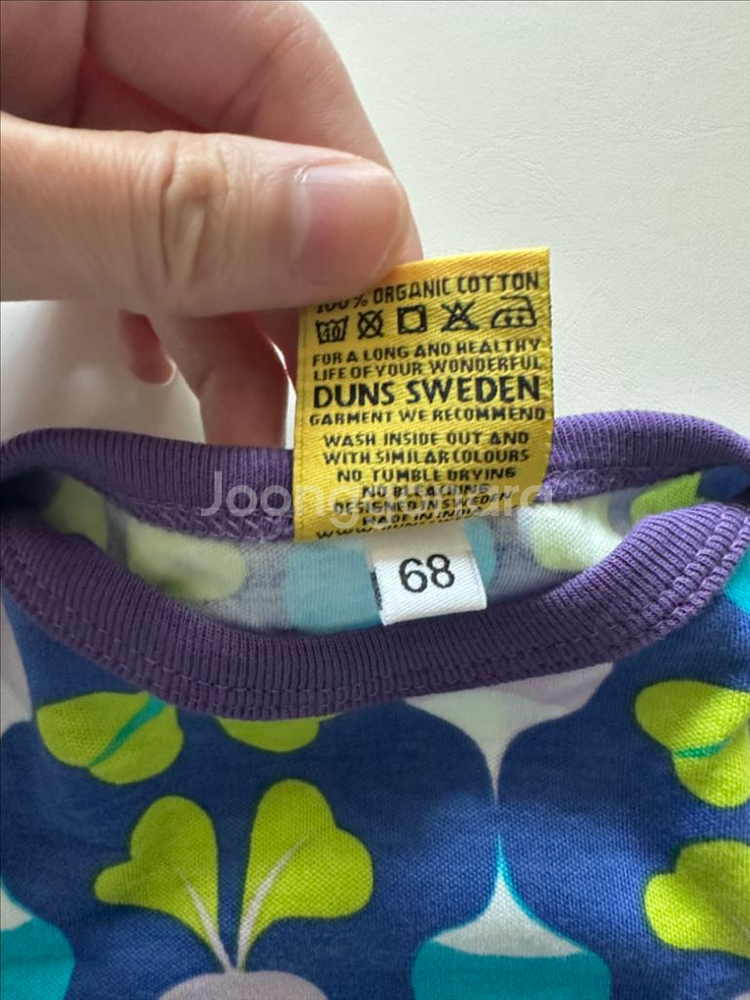 100% ORGANIC COTTON
FOR A LONG AND HEALTHY
LIFE OF YOUR WONDERFUL
DUNS SWEDEN
GARMENT WE RECOMMEND
WASH INSIDE OUT AND
WITH SIMILAR COLOURS
NO TUMBLE DRYING
NO BLEACHING
DESIGNED IN SWEDEN
MADE IN INDIA
68